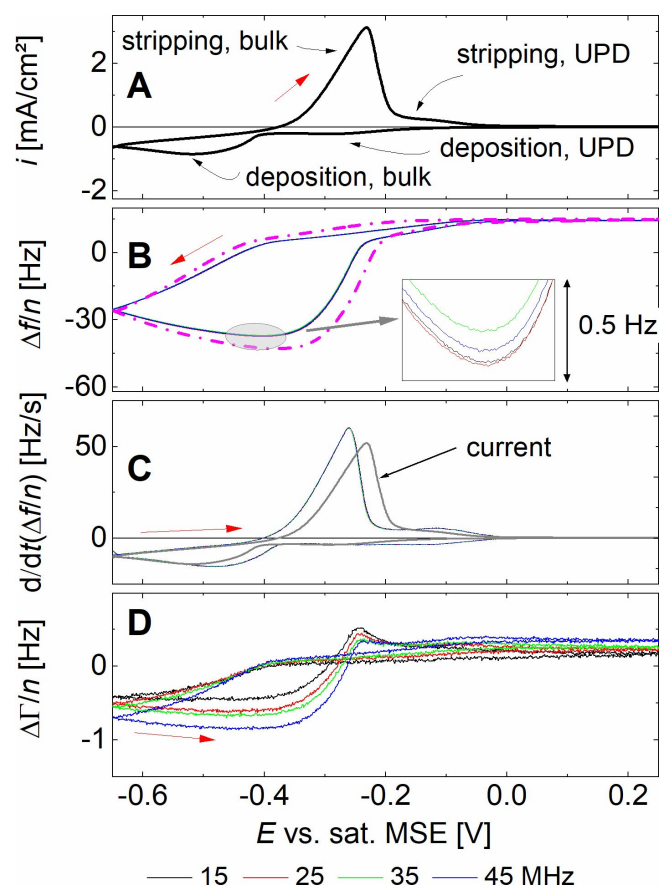 A
i [mA/cm²]
2
0
-2
stripping, bulk
stripping, UPD
deposition, UPD
deposition, bulk
B
Δf/n [Hz]
0
-30
-60
0.5 Hz
C
d/dt(Δf/n) [Hz/s]
50
0
current
D
ΔΓ/n [Hz]
0
-1
-0.6 -0.4 -0.2 0.0 0.2
E vs. sat. MSE [V]
15 25 35 45 MHz